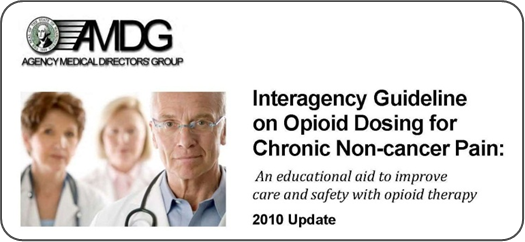 AMDG
AGENCY MEDICAL DIRECTORS' GROUP
Interagency Guideline
on Opioid Dosing for
Chronic Non-cancer Pain:
An educational aid to improve
care and safety with opioid therapy
2010 Update